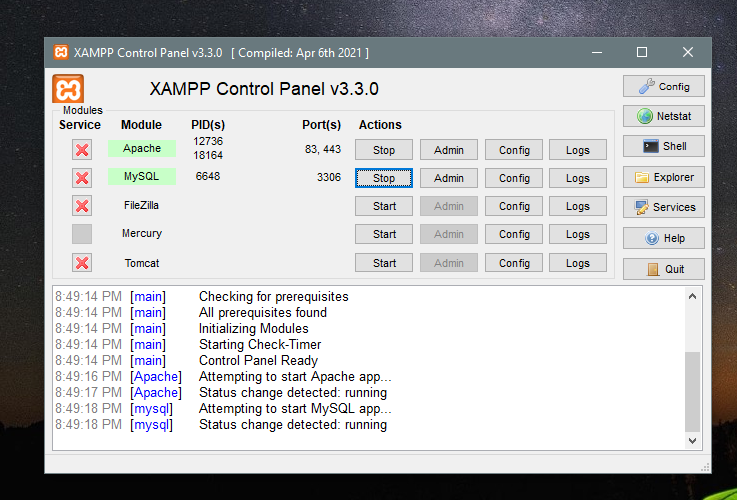 XAMPP Control Panel v3.3.0 [ Compiled: Apr 6th 2021 ]
XAMPP Control Panel v3.3.0
Config
Modules
Service Module PID(s) Port(s) Actions
Netstat
Apache 12736 18164 83, 443 Stop Admin Config Logs
Shell
MySQL 6648 3306 Stop Admin Config Logs
Explorer
FileZilla Start Admin Config Logs
Services
Mercury Start Admin Config Logs
Help
Tomcat Start Admin Config Logs
Quit
8:49:14 PM [main] Checking for prerequisites
8:49:14 PM [main] All prerequisites found
8:49:14 PM [main] Initializing Modules
8:49:14 PM [main] Starting Check-Timer
8:49:14 PM [main] Control Panel Ready
8:49:16 PM [Apache] Attempting to start Apache app...
8:49:17 PM [Apache] Status change detected: running
8:49:18 PM [mysql] Attempting to start MySQL app...
8:49:18 PM [mysql] Status change detected: running